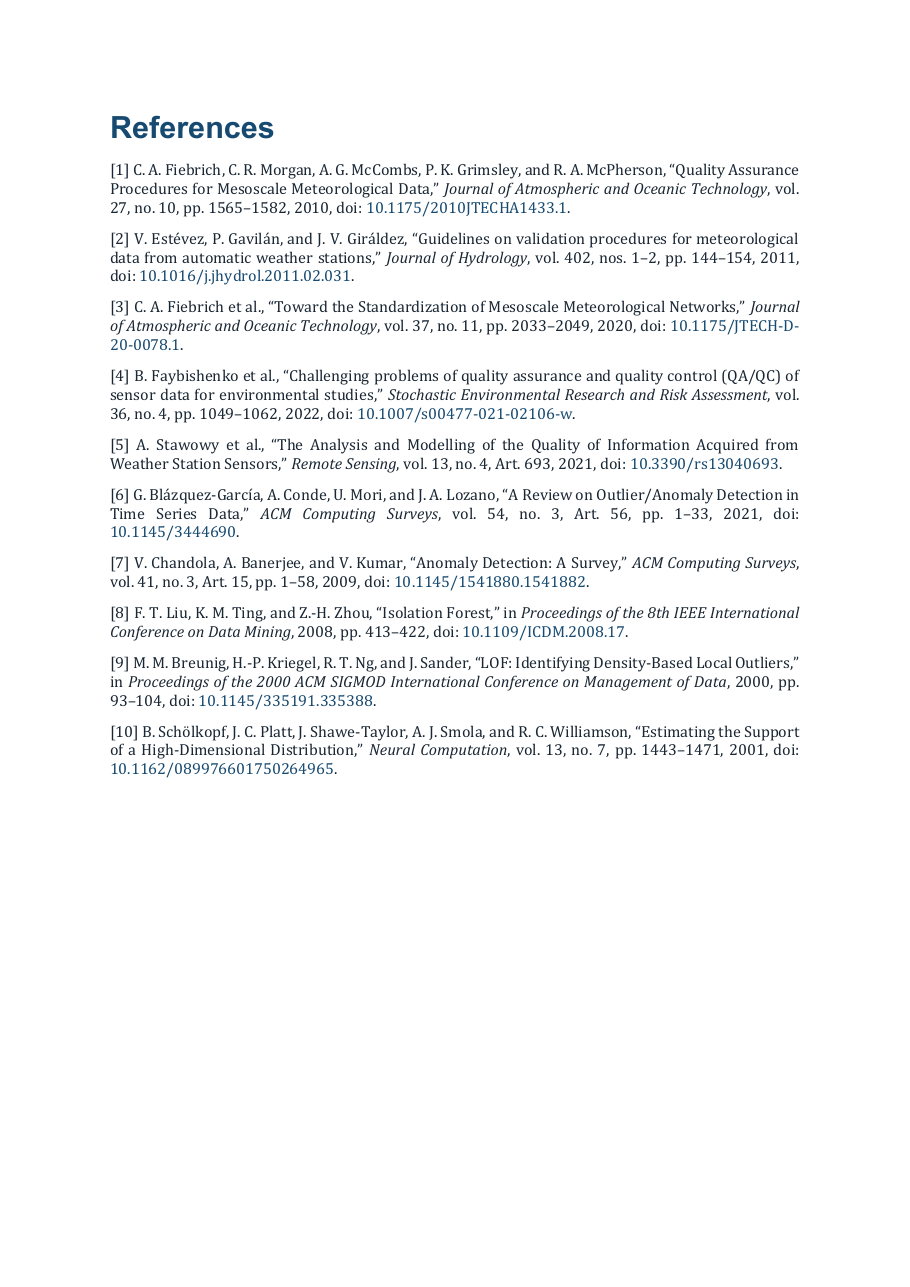 References
[1] C. A. Fiebrich, C. R. Morgan, A. G. McCombs, P. K. Grimsley, and R. A. McPherson, “Quality Assurance
Procedures for Mesoscale Meteorological Data,” Journal of Atmospheric and Oceanic Technology, vol.
27, no. 10, pp. 1565–1582, 2010, doi: 10.1175/2010JTECHA1433.1.
[2] V. Estévez, P. Gavilán, and J. V. Giráldez, “Guidelines on validation procedures for meteorological
data from automatic weather stations,” Journal of Hydrology, vol. 402, nos. 1–2, pp. 144–154, 2011,
doi: 10.1016/j.jhydrol.2011.02.031.
[3] C. A. Fiebrich et al., “Toward the Standardization of Mesoscale Meteorological Networks,” Journal
of Atmospheric and Oceanic Technology, vol. 37, no. 11, pp. 2033–2049, 2020, doi: 10.1175/JTECH-D-
20-0078.1.
[4] B. Faybishenko et al., “Challenging problems of quality assurance and quality control (QA/QC) of
sensor data for environmental studies,” Stochastic Environmental Research and Risk Assessment, vol.
36, no. 4, pp. 1049–1062, 2022, doi: 10.1007/s00477-021-02106-w.
[5] A. Stawowy et al., “The Analysis and Modelling of the Quality of Information Acquired from
Weather Station Sensors,” Remote Sensing, vol. 13, no. 4, Art. 693, 2021, doi: 10.3390/rs13040693.
[6] G. Blázquez-García, A. Conde, U. Mori, and J. A. Lozano, “A Review on Outlier/Anomaly Detection in
Time Series Data,” ACM Computing Surveys, vol. 54, no. 3, Art. 56, pp. 1–33, 2021, doi:
10.1145/3444690.
[7] V. Chandola, A. Banerjee, and V. Kumar, “Anomaly Detection: A Survey,” ACM Computing Surveys,
vol. 41, no. 3, Art. 15, pp. 1–58, 2009, doi: 10.1145/1541880.1541882.
[8] F. T. Liu, K. M. Ting, and Z.-H. Zhou, “Isolation Forest,” in Proceedings of the 8th IEEE International
Conference on Data Mining, 2008, pp. 413–422, doi: 10.1109/ICDM.2008.17.
[9] M. M. Breunig, H.-P. Kriegel, R. T. Ng, and J. Sander, “LOF: Identifying Density-Based Local Outliers,”
in Proceedings of the 2000 ACM SIGMOD International Conference on Management of Data, 2000, pp.
93–104, doi: 10.1145/335191.335388.
[10] B. Schölkopf, J. C. Platt, J. Shawe-Taylor, A. J. Smola, and R. C. Williamson, “Estimating the Support
of a High-Dimensional Distribution,” Neural Computation, vol. 13, no. 7, pp. 1443–1471, 2001, doi:
10.1162/089976601750264965.